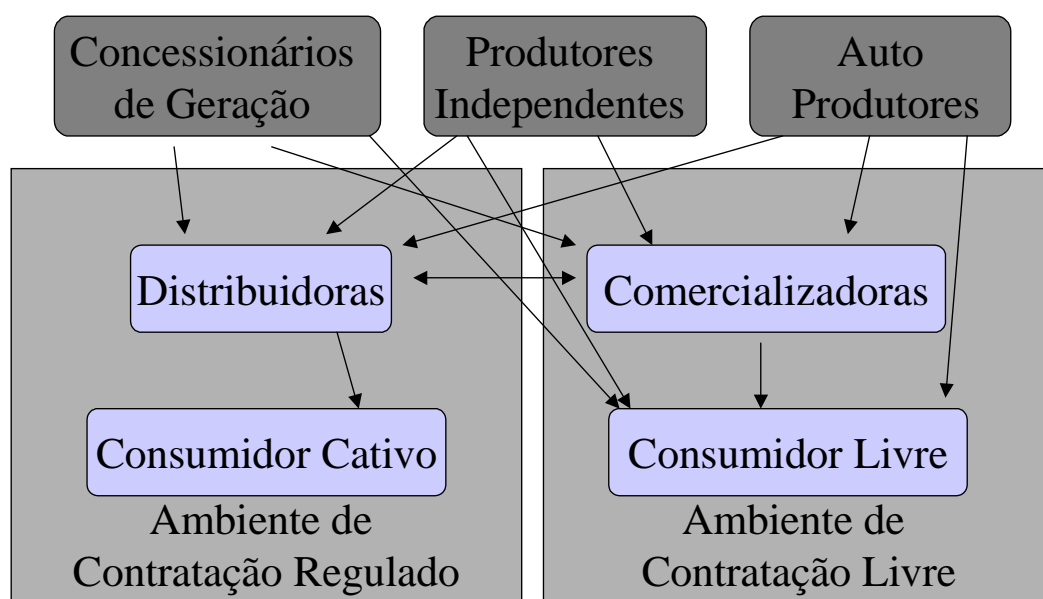 Concessionários
de Geração
Produtores
Independentes
Auto
Produtores
Distribuidoras
Comercializadoras
Consumidor Cativo
Consumidor Livre
Ambiente de
Contratação Regulado
Ambiente de
Contratação Livre